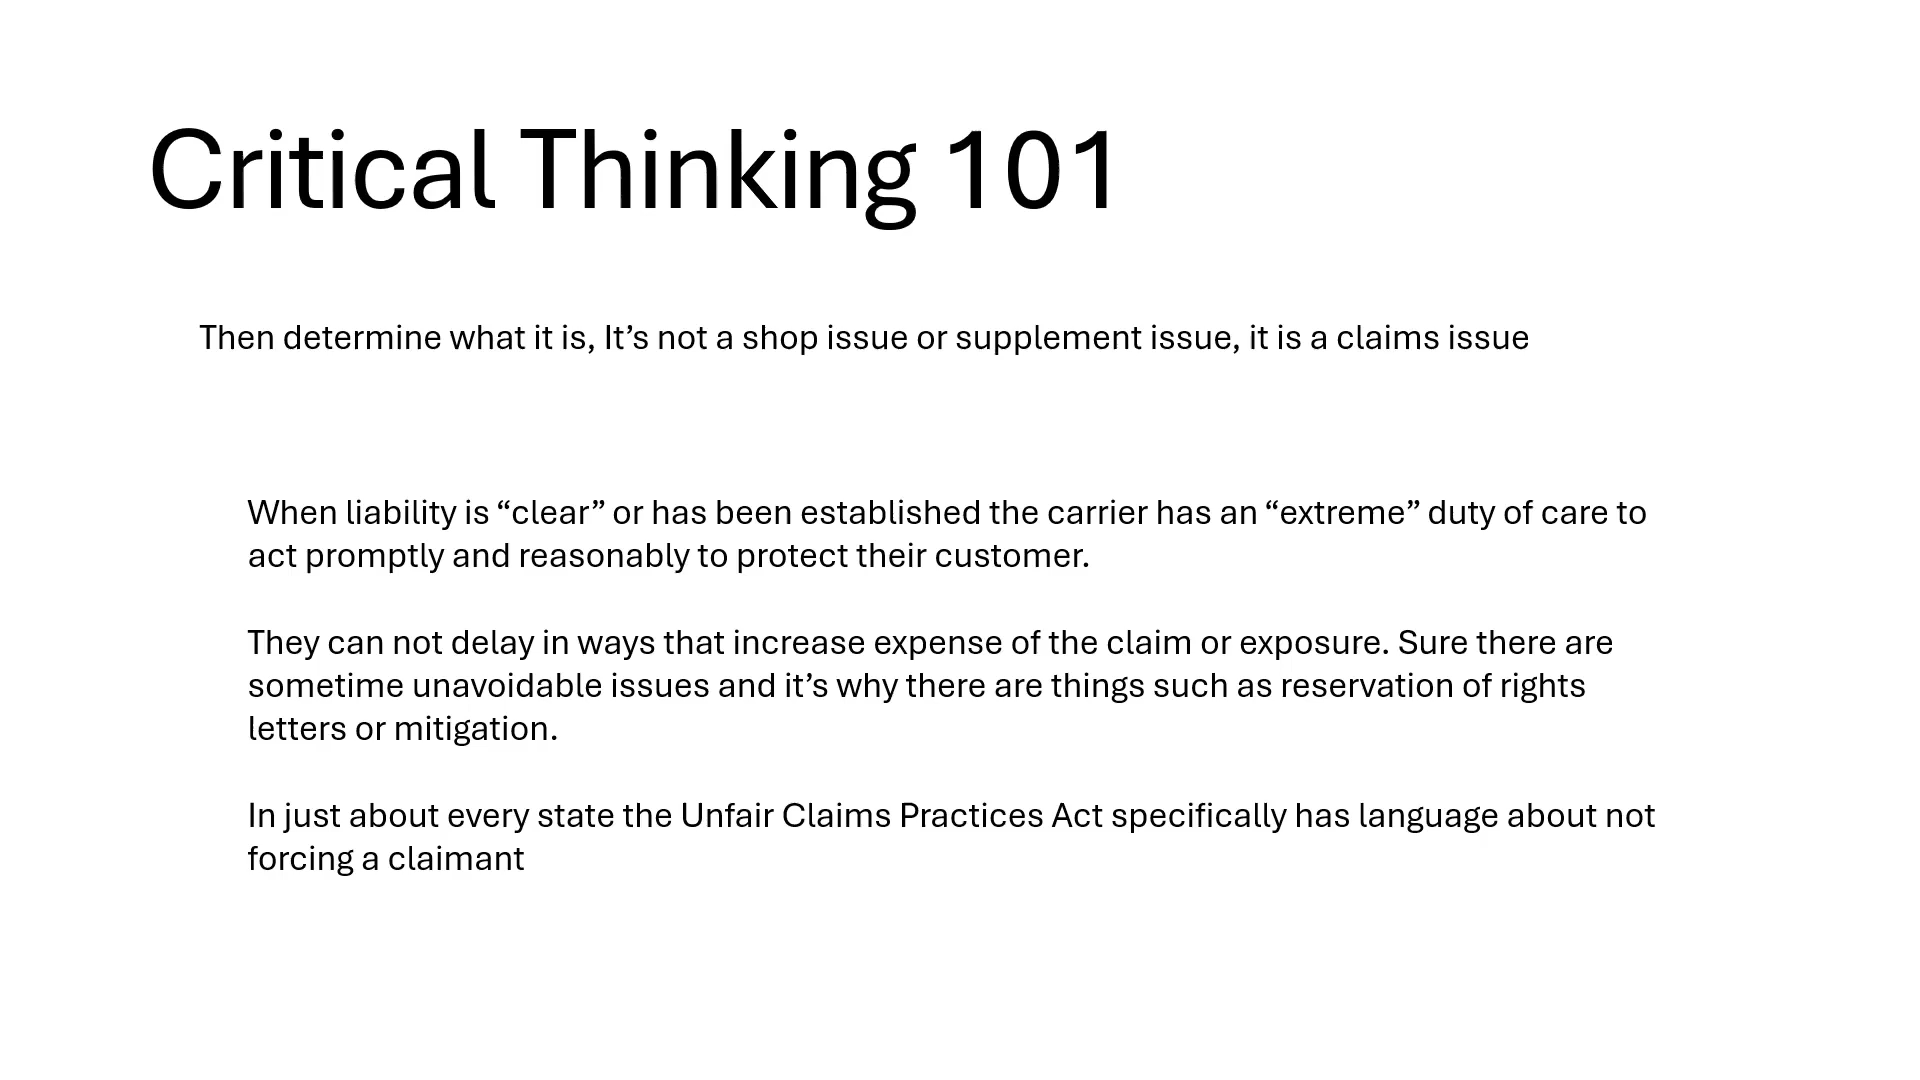 Critical Thinking 101
Then determine what it is, It’s not a shop issue or supplement issue, it is a claims issue
When liability is “clear” or has been established the carrier has an “extreme” duty of care to
act promptly and reasonably to protect their customer.
They can not delay in ways that increase expense of the claim or exposure. Sure there are
sometime unavoidable issues and it’s why there are things such as reservation of rights
letters or mitigation.
In just about every state the Unfair Claims Practices Act specifically has language about not
forcing a claimant